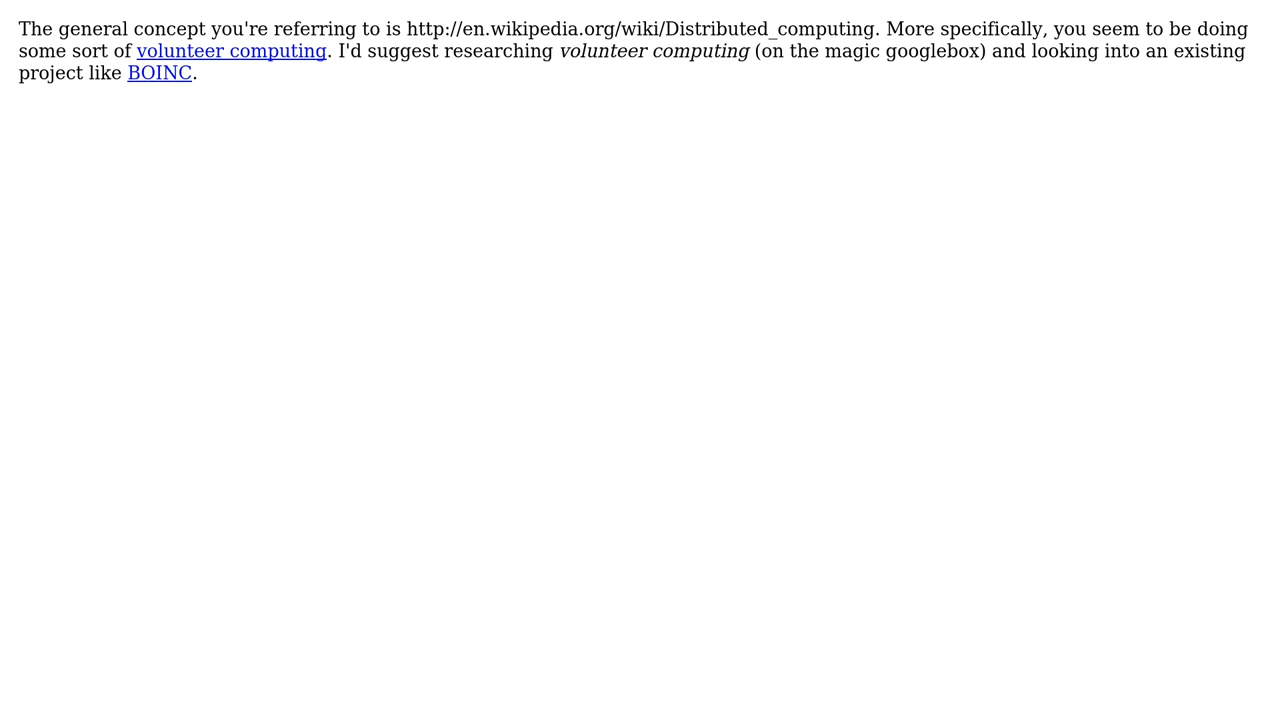 The general concept you're referring to is http://en.wikipedia.org/wiki/Distributed_computing. More specifically, you seem to be doing
some sort of volunteer computing. I'd suggest researching volunteer computing (on the magic googlebox) and looking into an existing
project like BOINC.